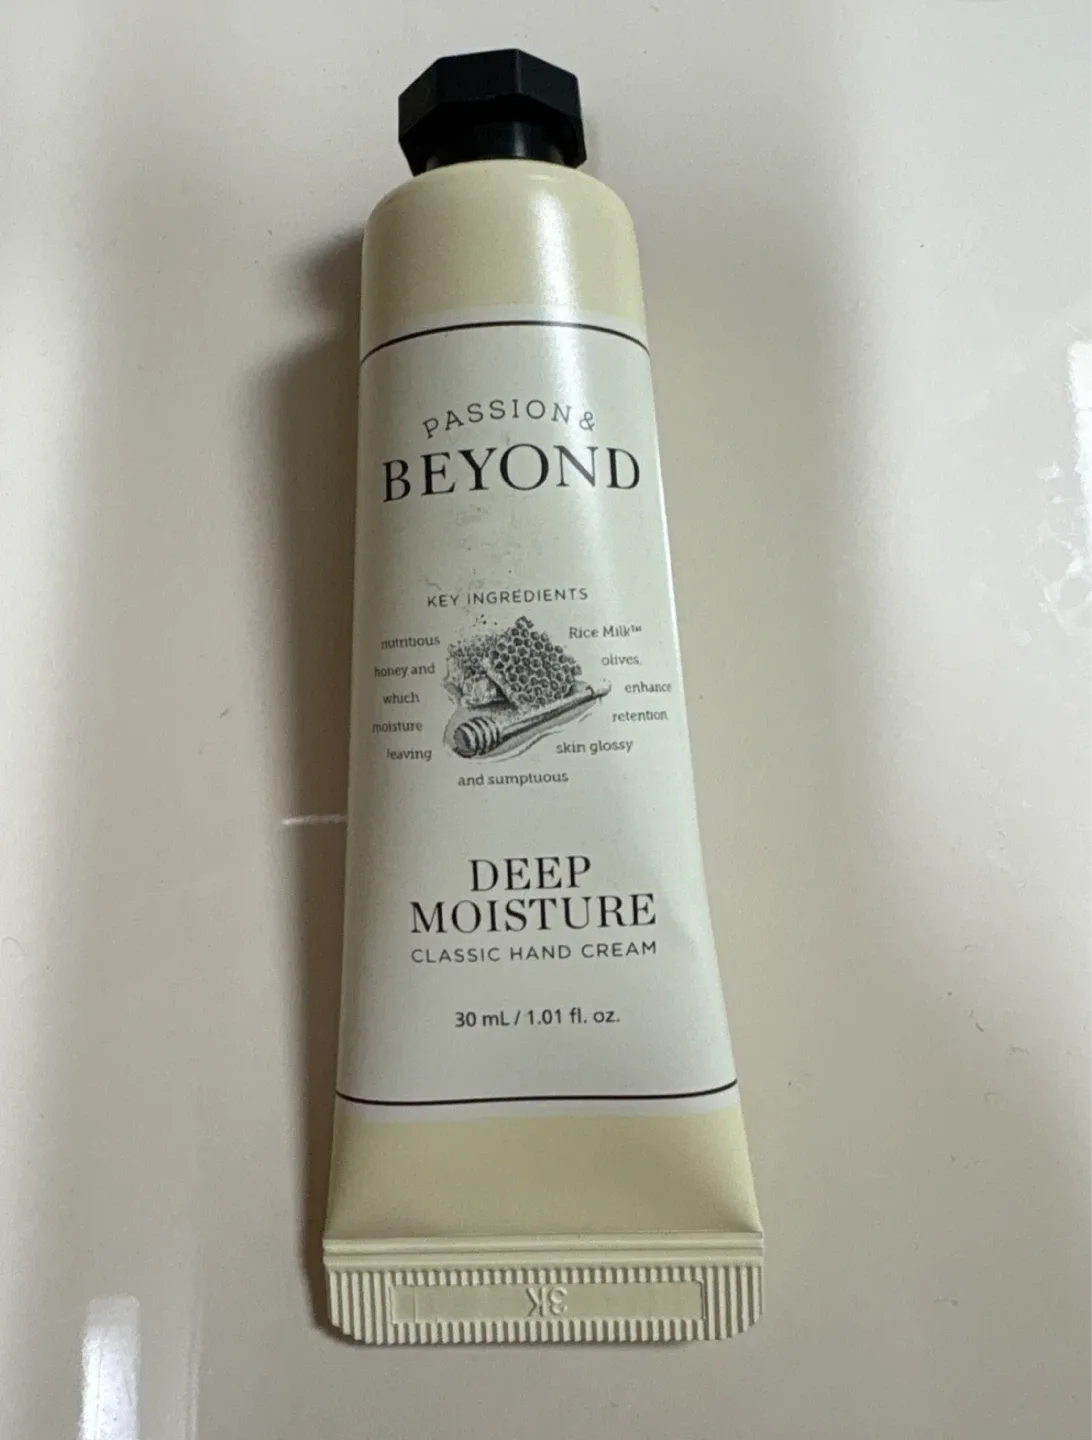 PASSION &
BEYOND
KEY INGREDIENTS
nutritious Rice Milk™
honey and olives,
which enhance
moisture retention
leaving skin glossy
and sumptuous
DEEP
MOISTURE
CLASSIC HAND CREAM
30 mL / 1.01 fl. oz.
3K